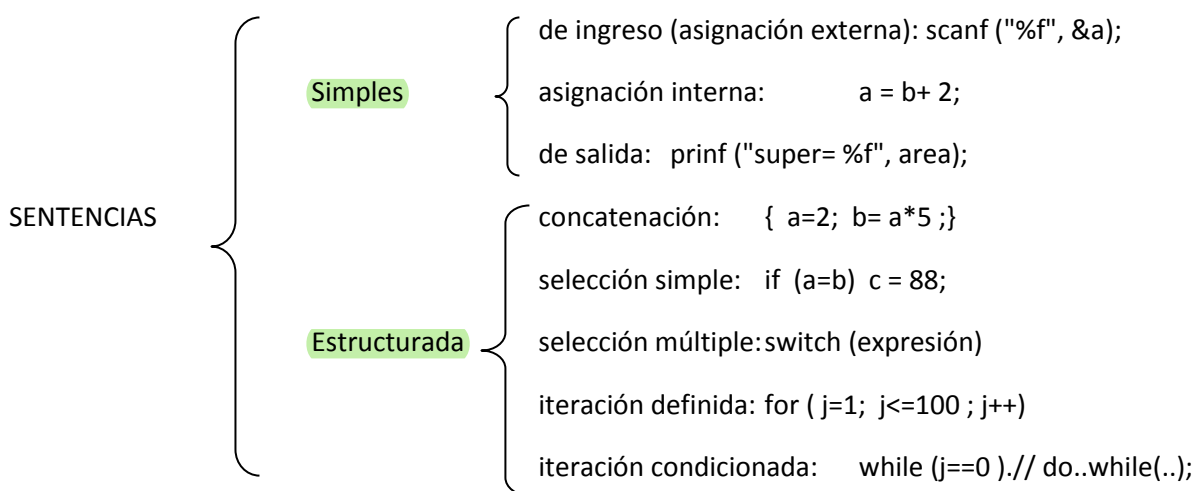 de ingreso (asignación externa): scanf ("%f", &a);
Simples
asignación interna: a = b+ 2;
de salida: prinf ("super= %f", area);
SENTENCIAS
concatenación: { a=2; b= a*5 ;}
selección simple: if (a=b) c = 88;
Estructurada
selección múltiple: switch (expresión)
iteración definida: for ( j=1; j<=100 ; j++)
iteración condicionada: while (j==0 ).// do..while(..);